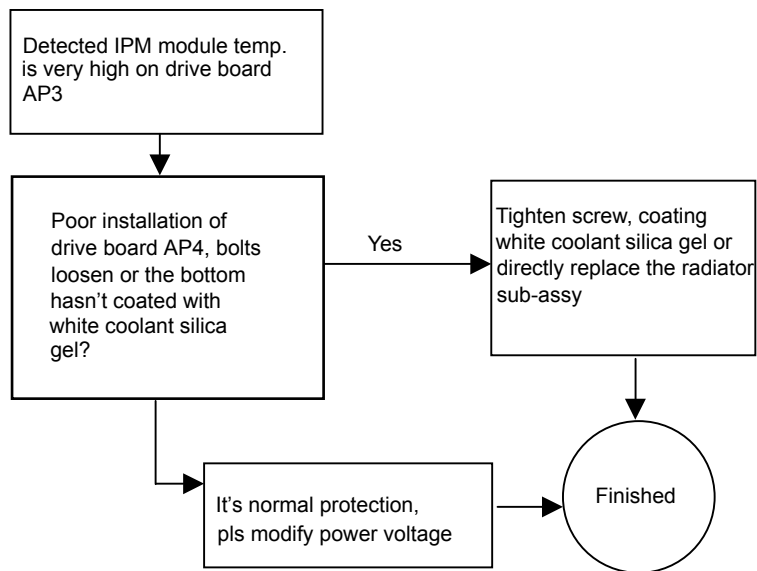 Detected IPM module temp.
is very high on drive board
AP3
Poor installation of
drive board AP4, bolts
loosen or the bottom
hasn't coated with
white coolant silica
gel?
Yes
Tighten screw, coating
white coolant silica gel or
directly replace the radiator
sub-assy
It's normal protection,
pls modify power voltage
Finished